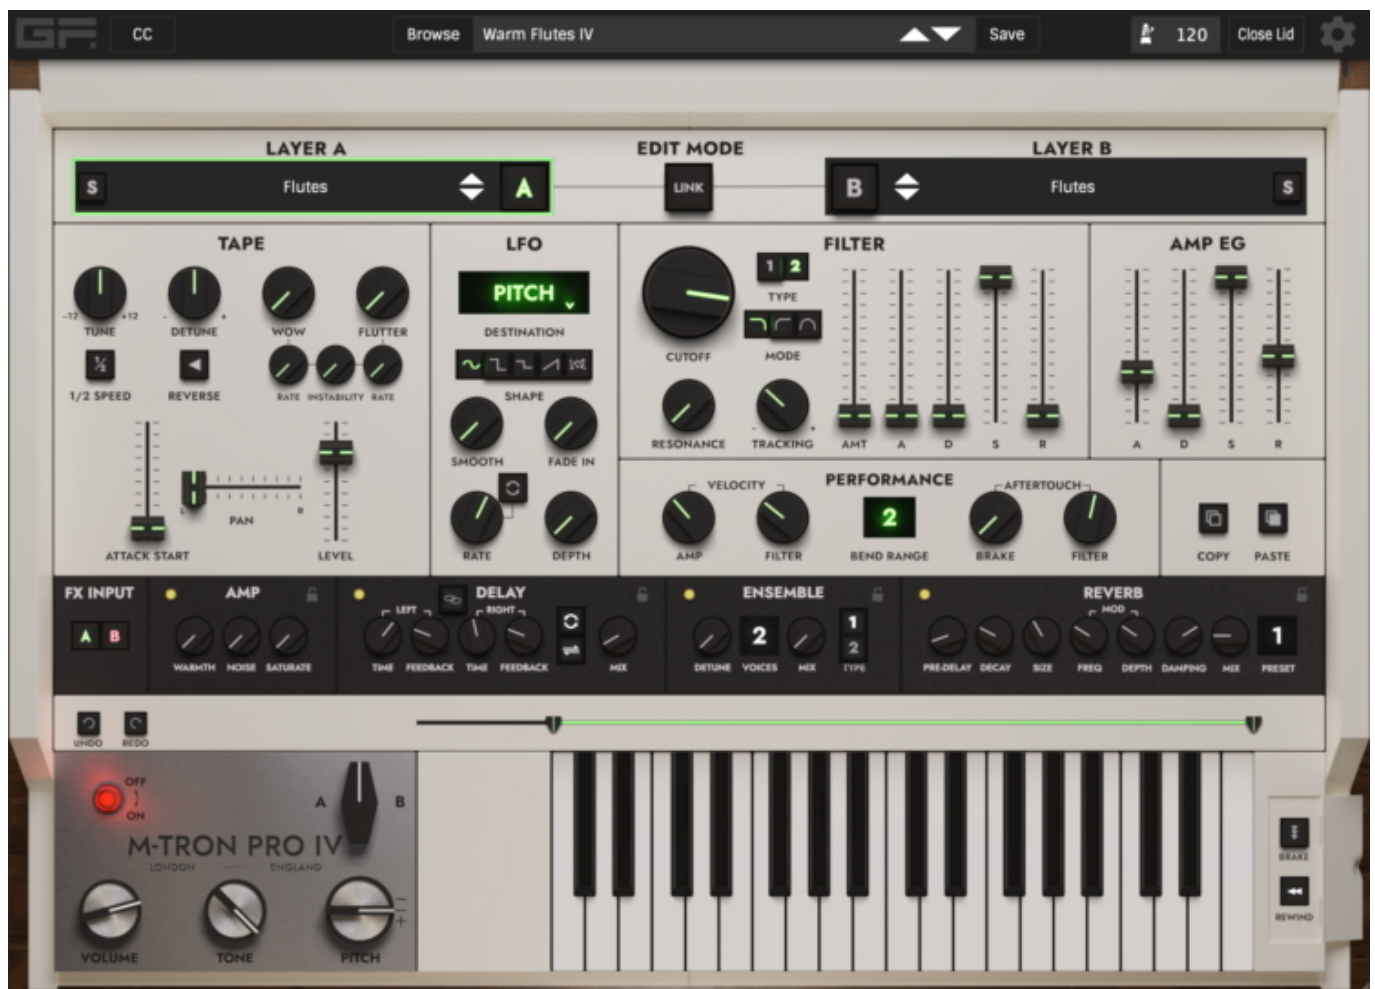 GF. CC Browse Warm Flutes IV Save 120 Close Lid
LAYER A EDIT MODE LAYER B
S Flutes A LINK B Flutes S
TAPE LFO FILTER AMP EG
PITCH
1 2
TYPE
-12 +12 - +
TUNE DETUNE WOW FLUTTER
DESTINATION
CUTOFF MODE
½
1/2 SPEED REVERSE RATE INSTABILITY RATE
SHAPE
- +
RESONANCE TRACKING AMT A D S R
A D S R
SMOOTH FADE IN
VELOCITY PERFORMANCE AFTERTOUCH
L R
PAN
2
ATTACK START LEVEL
RATE DEPTH
AMP FILTER BEND RANGE BRAKE FILTER
COPY PASTE
FX INPUT AMP DELAY ENSEMBLE REVERB
LEFT RIGHT MOD
A B
2 1 2 1
WARMTH NOISE SATURATE
TIME FEEDBACK TIME FEEDBACK MIX
DETUNE VOICES MIX TYPE
PRE-DELAY DECAY SIZE FREQ DEPTH DAMPING MIX PRESET
UNDO REDO
OFF
ON
A B
M-TRON PRO IV
LONDON ENGLAND
BRAKE
REWIND
- +
VOLUME TONE PITCH